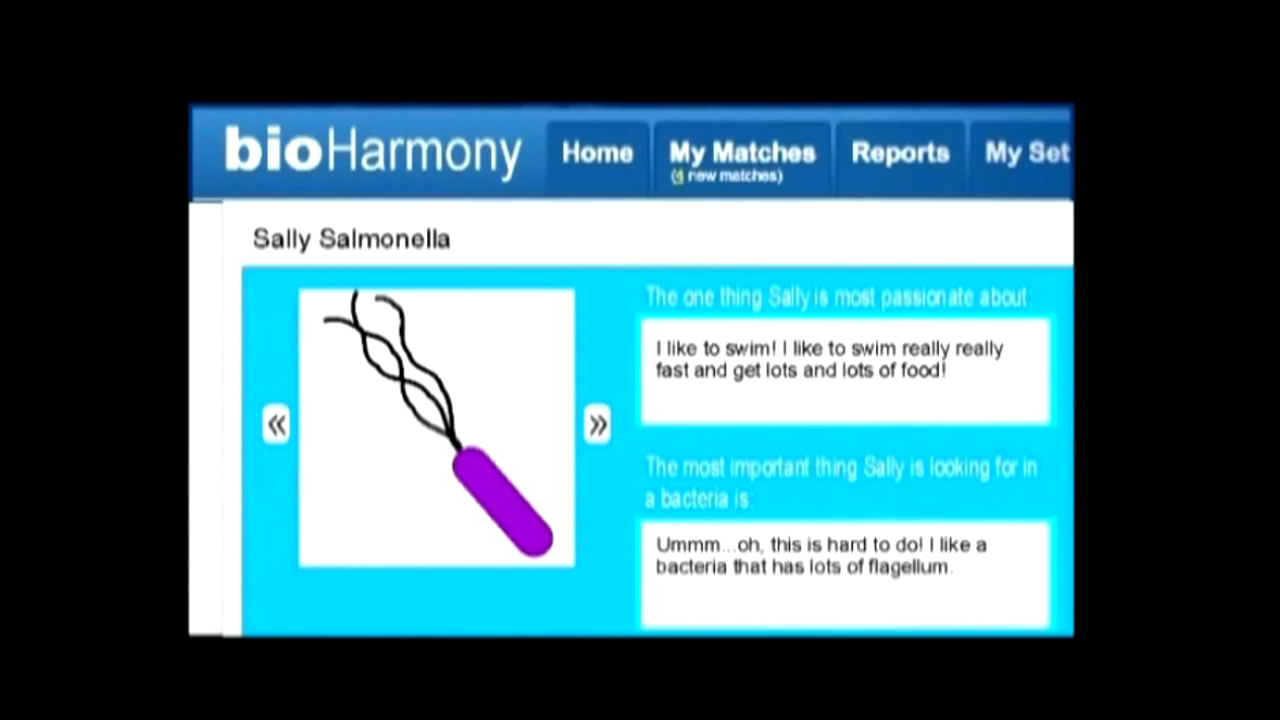 bioHarmony
Home
My Matches
(4 new matches)
Reports
My Set
Sally Salmonella
The one thing Sally is most passionate about:
I like to swim! I like to swim really really
fast and get lots and lots of food!
The most important thing Sally is looking for in
a bacteria is:
Ummm...oh, this is hard to do! I like a
bacteria that has lots of flagellum.